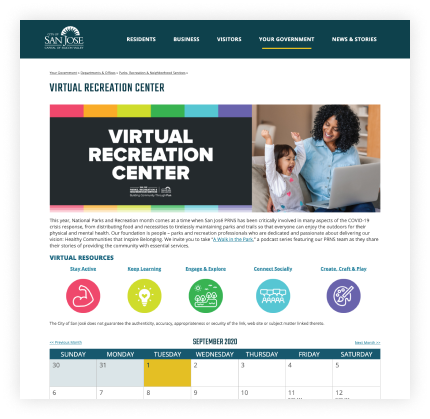 CITY OF
SAN JOSE
CAPITAL OF SILICON VALLEY
RESIDENTS BUSINESS VISITORS YOUR GOVERNMENT NEWS & STORIES
Your Government > Departments & Offices > Parks, Recreation & Neighborhood Services >
VIRTUAL RECREATION CENTER
VIRTUAL
RECREATION
CENTER
Building Community Through Fun
SAN JOSE
This year, National Parks and Recreation month comes at a time when San José PRNS has been critically involved in many aspects of the COVID-19
crisis response, from distributing food and necessities to tirelessly maintaining parks and trails so that everyone can enjoy the outdoors for their
physical and mental health. Our foundation is people – parks and recreation professionals who are dedicated and passionate about delivering our
vision: Healthy Communities that Inspire Belonging. We invite you to take "A Walk in the Park," a podcast series featuring our PRNS team as they share
their stories of providing the community with essential services.
VIRTUAL RESOURCES
Stay Active Keep Learning Engage & Explore Connect Socially Create, Craft & Play
The City of San José does not guarantee the authenticity, accuracy, appropriateness or security of the link, web site or subject matter linked thereto.
<< Previous Month SEPTEMBER 2020 Next Month >>
SUNDAY MONDAY TUESDAY WEDNESDAY THURSDAY FRIDAY SATURDAY
30 31 1 2 3 4 5
6 7 8 9 10 11 12